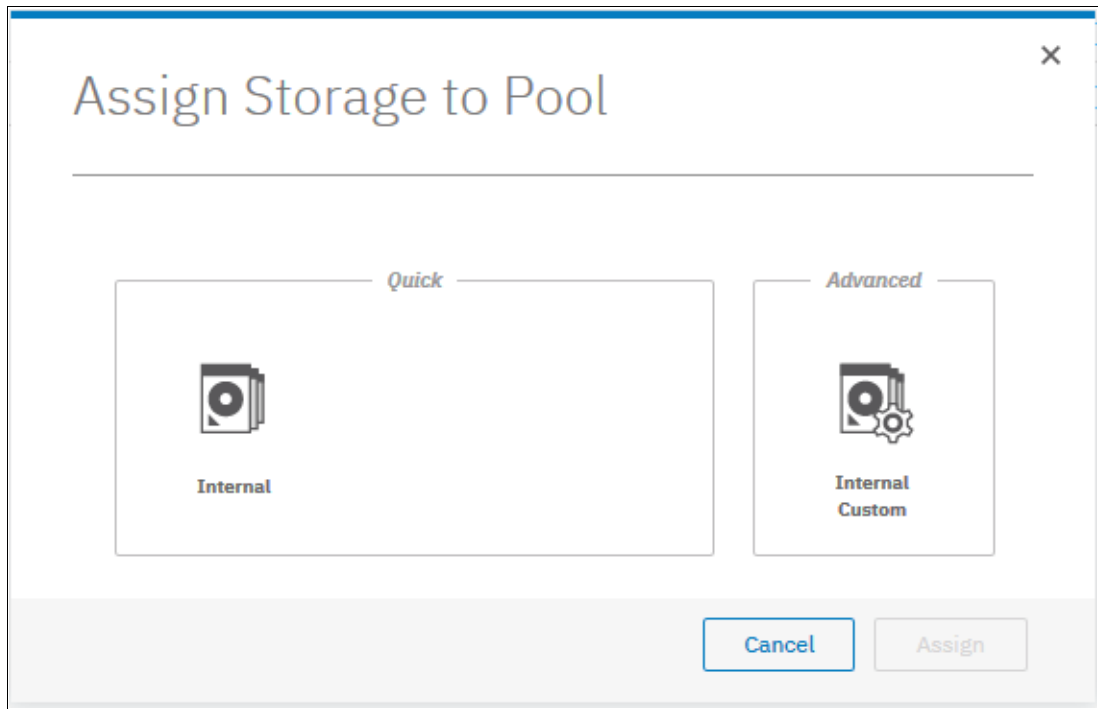 Assign Storage to Pool
Quick
Advanced
Internal
Internal
Custom
Cancel
Assign